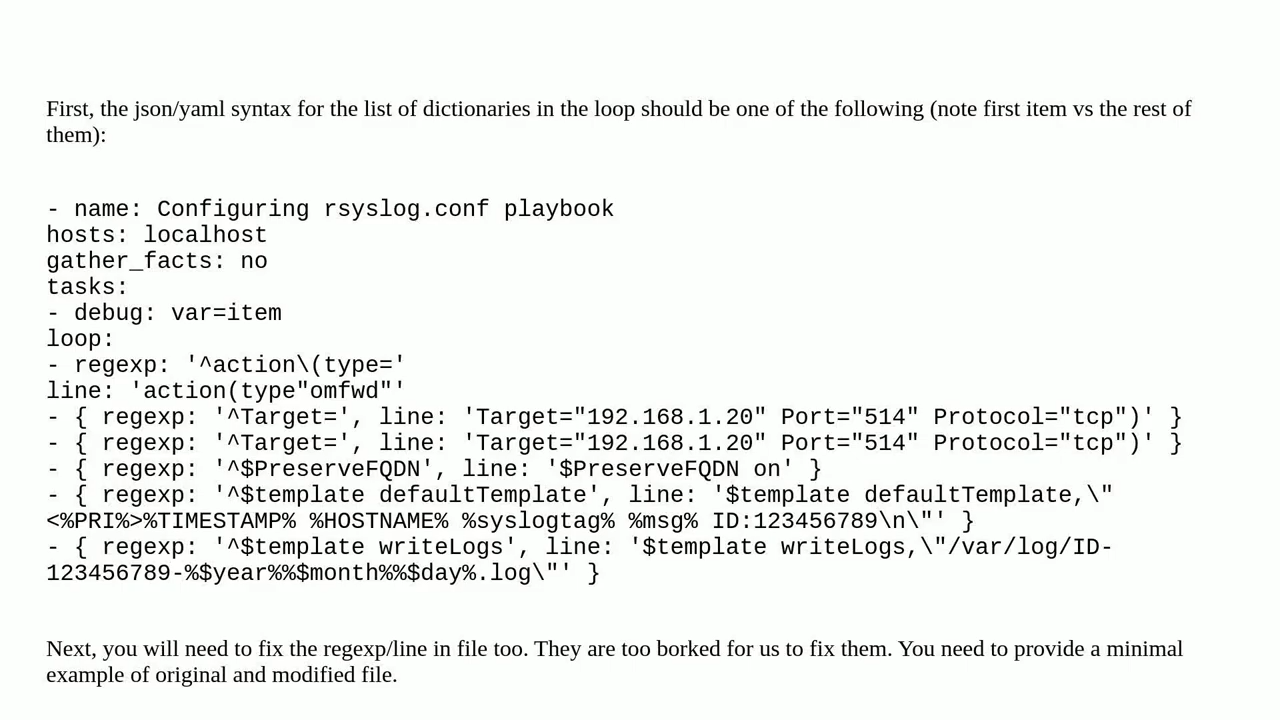 First, the json/yaml syntax for the list of dictionaries in the loop should be one of the following (note first item vs the rest of
them):
- name: Configuring rsyslog.conf playbook
hosts: localhost
gather_facts: no
tasks:
- debug: var=item
loop:
- regexp: '^action\(type='
line: 'action(type"omfwd"'
- { regexp: '^Target=', line: 'Target="192.168.1.20" Port="514" Protocol="tcp")' }
- { regexp: '^Target=', line: 'Target="192.168.1.20" Port="514" Protocol="tcp")' }
- { regexp: '^$PreserveFQDN', line: '$PreserveFQDN on' }
- { regexp: '^$template defaultTemplate', line: '$template defaultTemplate,\"
<%PRI%>%TIMESTAMP% %HOSTNAME% %syslogtag% %msg% ID:123456789\n\"' }
- { regexp: '^$template writeLogs', line: '$template writeLogs,\"/var/log/ID-
123456789-%$year%%$month%%$day%.log\"' }
Next, you will need to fix the regexp/line in file too. They are too borked for us to fix them. You need to provide a minimal
example of original and modified file.